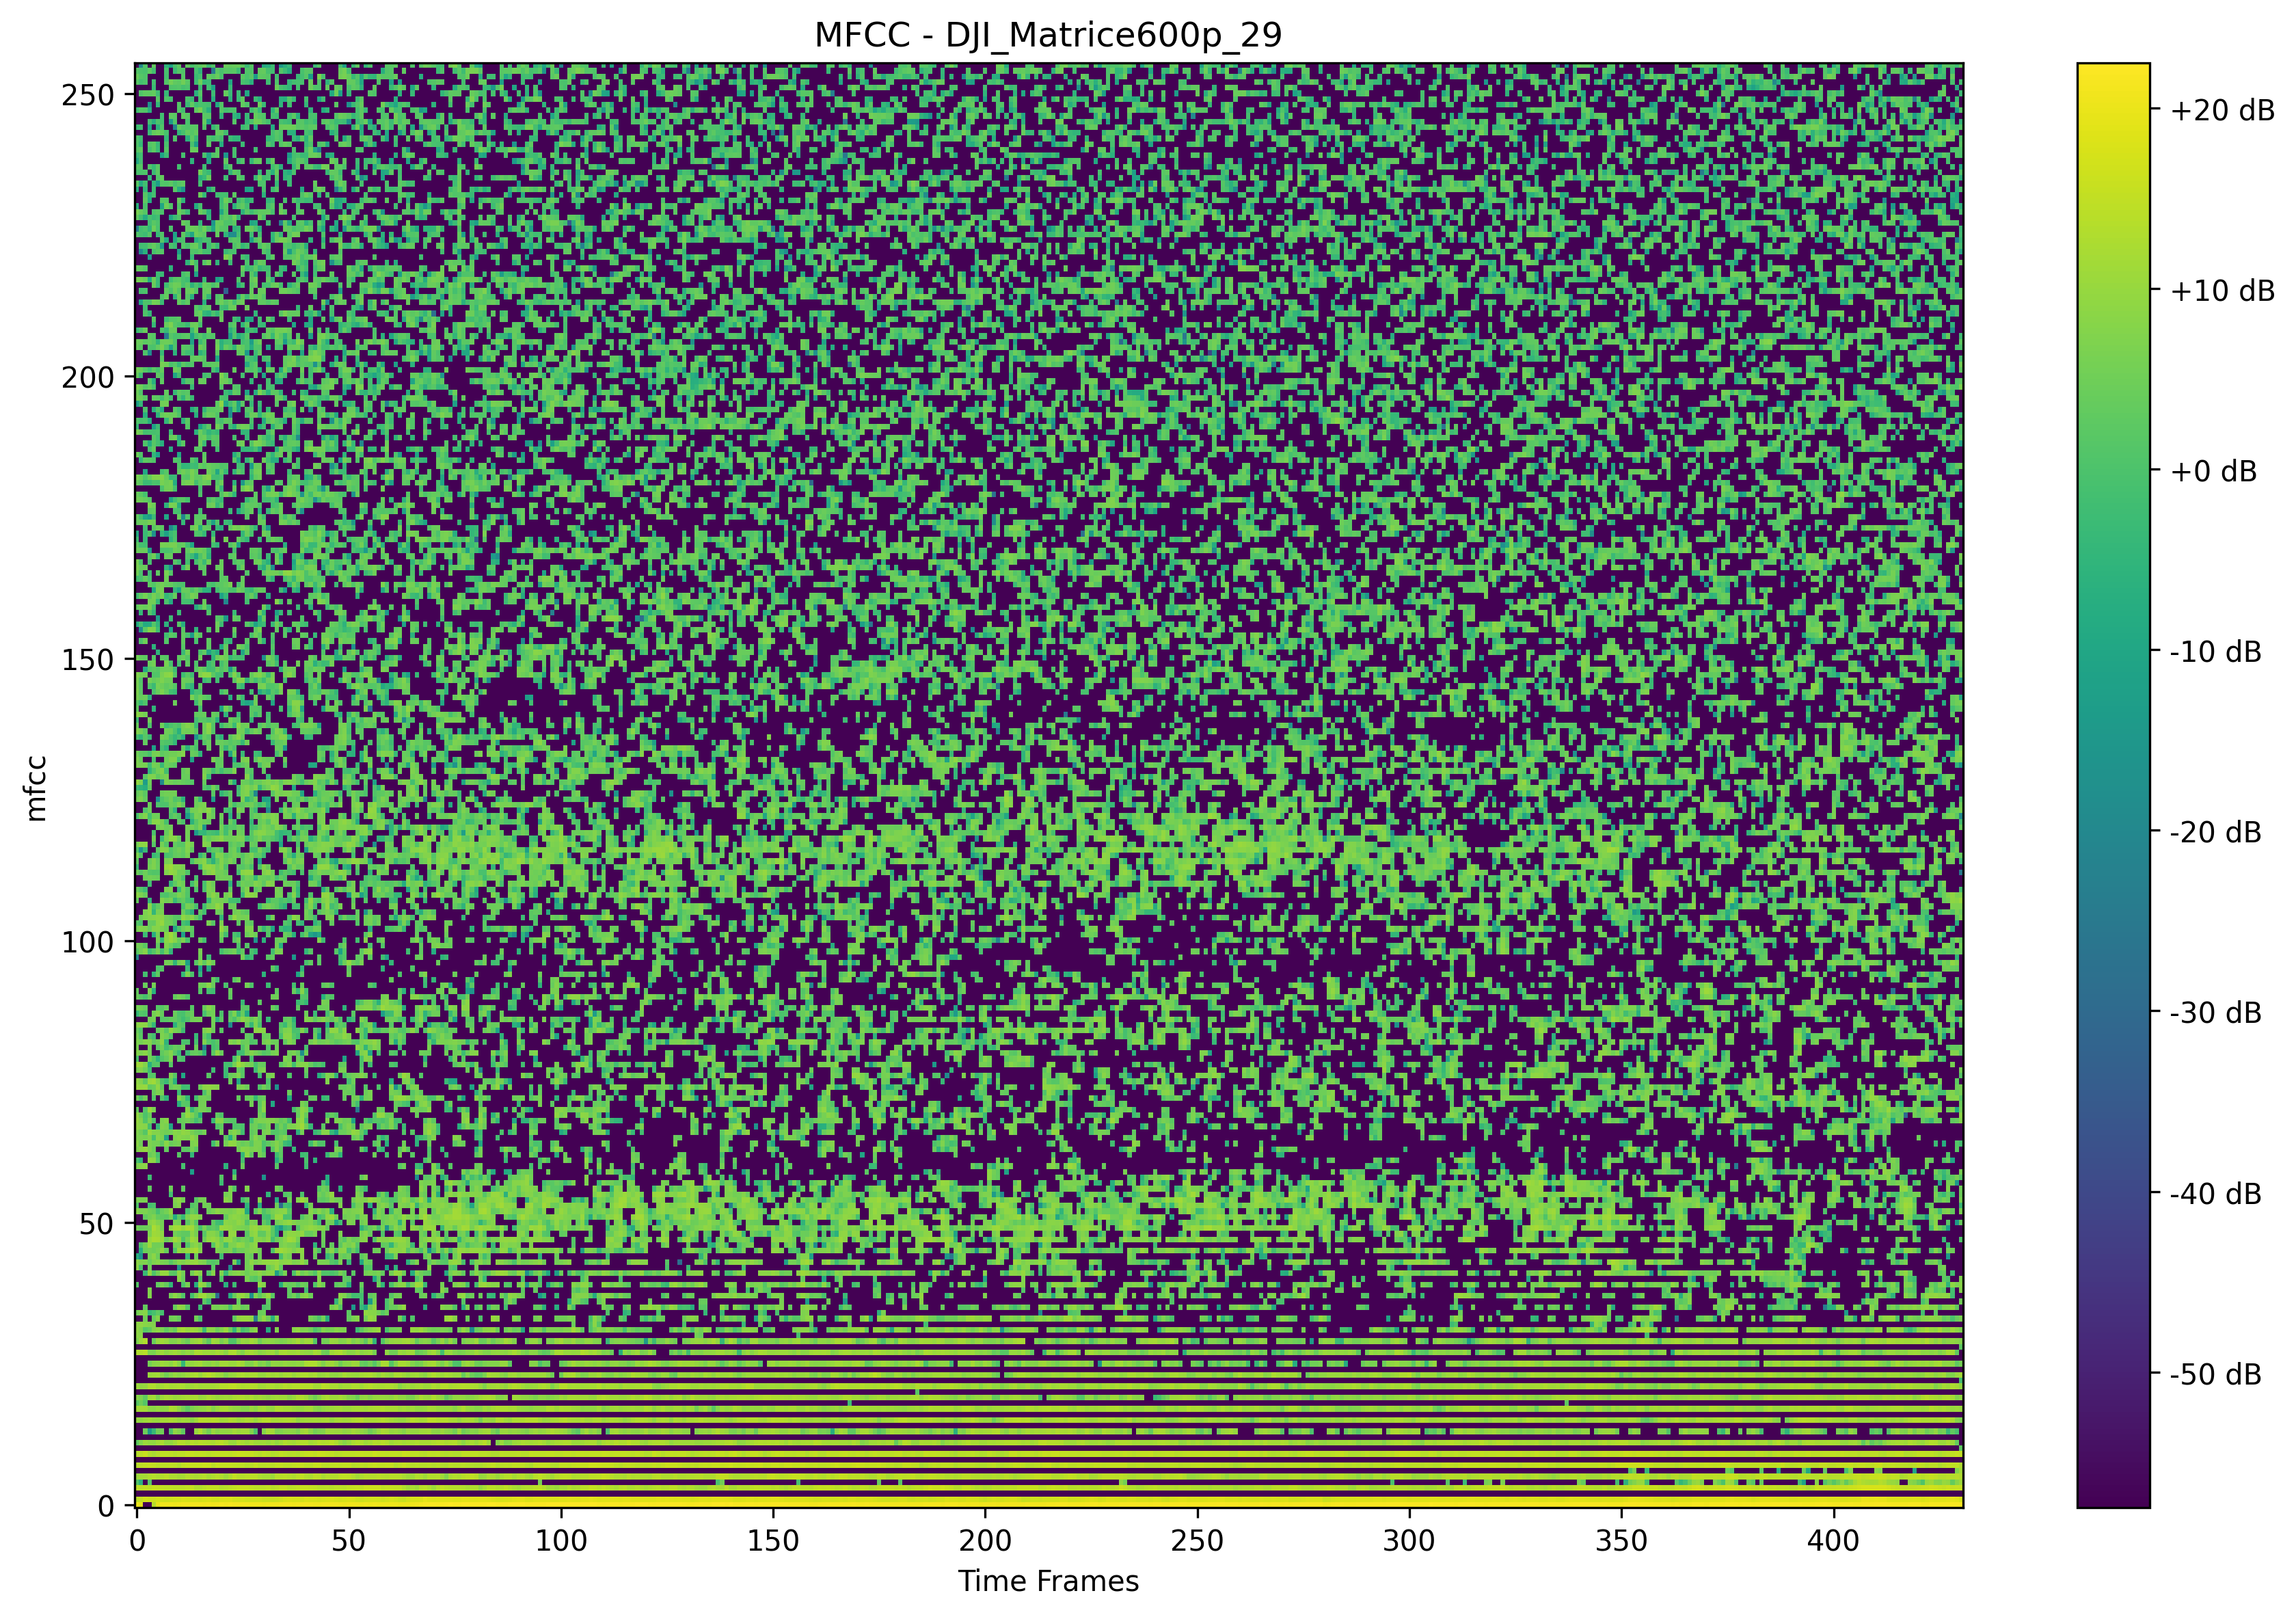 MFCC - DJI_Matrice600p_29
250
200
150
100
50
0
mfcc
0 50 100 150 200 250 300 350 400
Time Frames
+20 dB
+10 dB
+0 dB
-10 dB
-20 dB
-30 dB
-40 dB
-50 dB